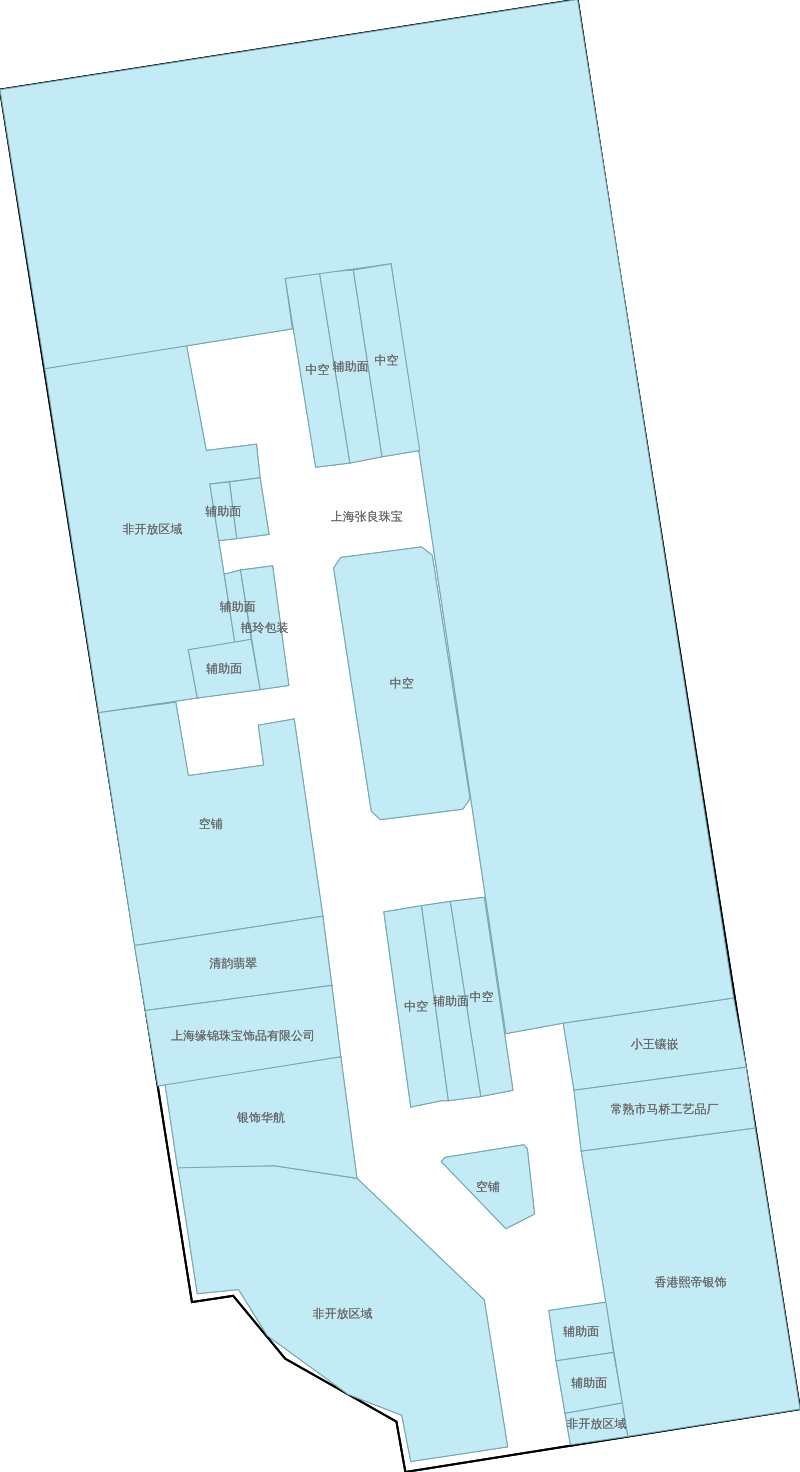 中空
辅助面
中空
辅助面
上海张良珠宝
非开放区域
辅助面
艳玲包装
辅助面
中空
空铺
清韵翡翠
中空
辅助面
中空
上海缘锦珠宝饰品有限公司
小王镶嵌
常熟市马桥工艺品厂
银饰华航
空铺
香港熙帝银饰
非开放区域
辅助面
辅助面
非开放区域